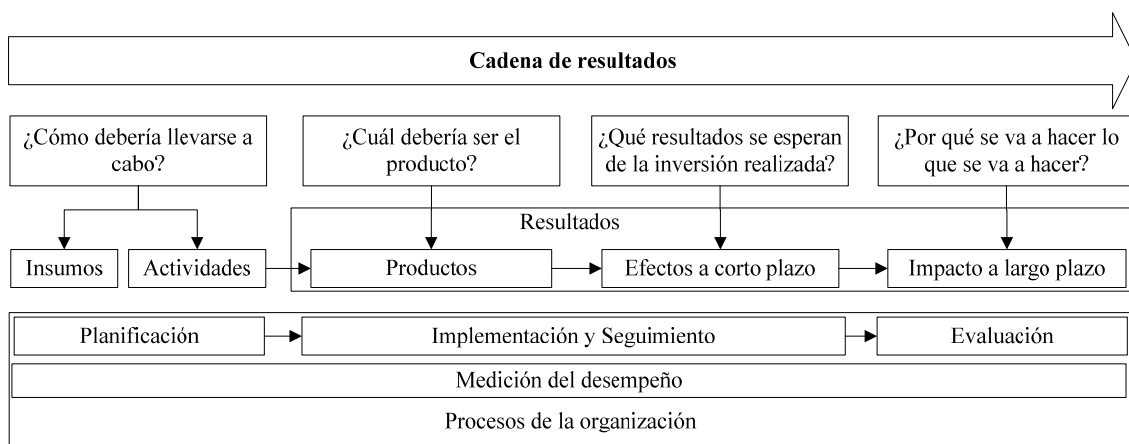 Cadena de resultados
¿Cómo debería llevarse a
cabo?
¿Cuál debería ser el
producto?
¿Qué resultados se esperan
de la inversión realizada?
¿Por qué se va a hacer lo
que se va a hacer?
Resultados
Insumos
Actividades
Productos
Efectos a corto plazo
Impacto a largo plazo
Planificación
Implementación y Seguimiento
Evaluación
Medición del desempeño
Procesos de la organización